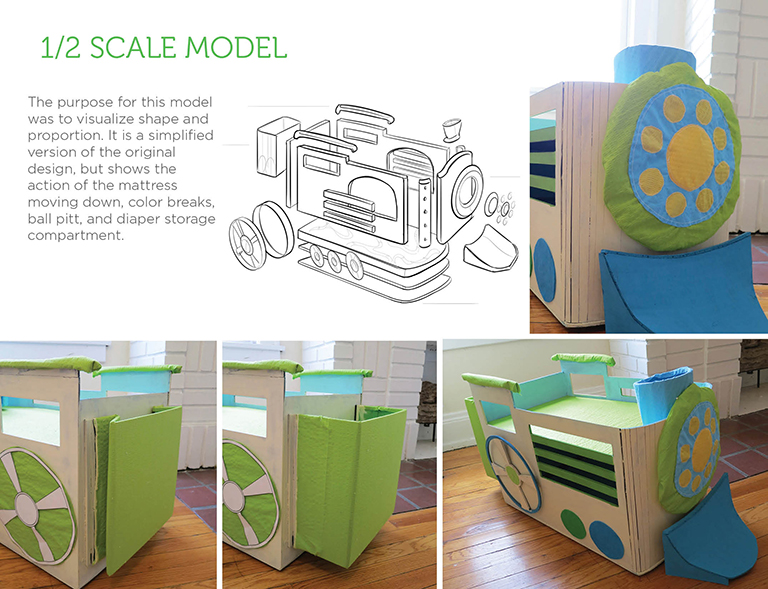 1/2 SCALE MODEL
The purpose for this model
was to visualize shape and
proportion. It is a simplified
version of the original
design, but shows the
action of the mattress
moving down, color breaks,
ball pitt, and diaper storage
compartment.